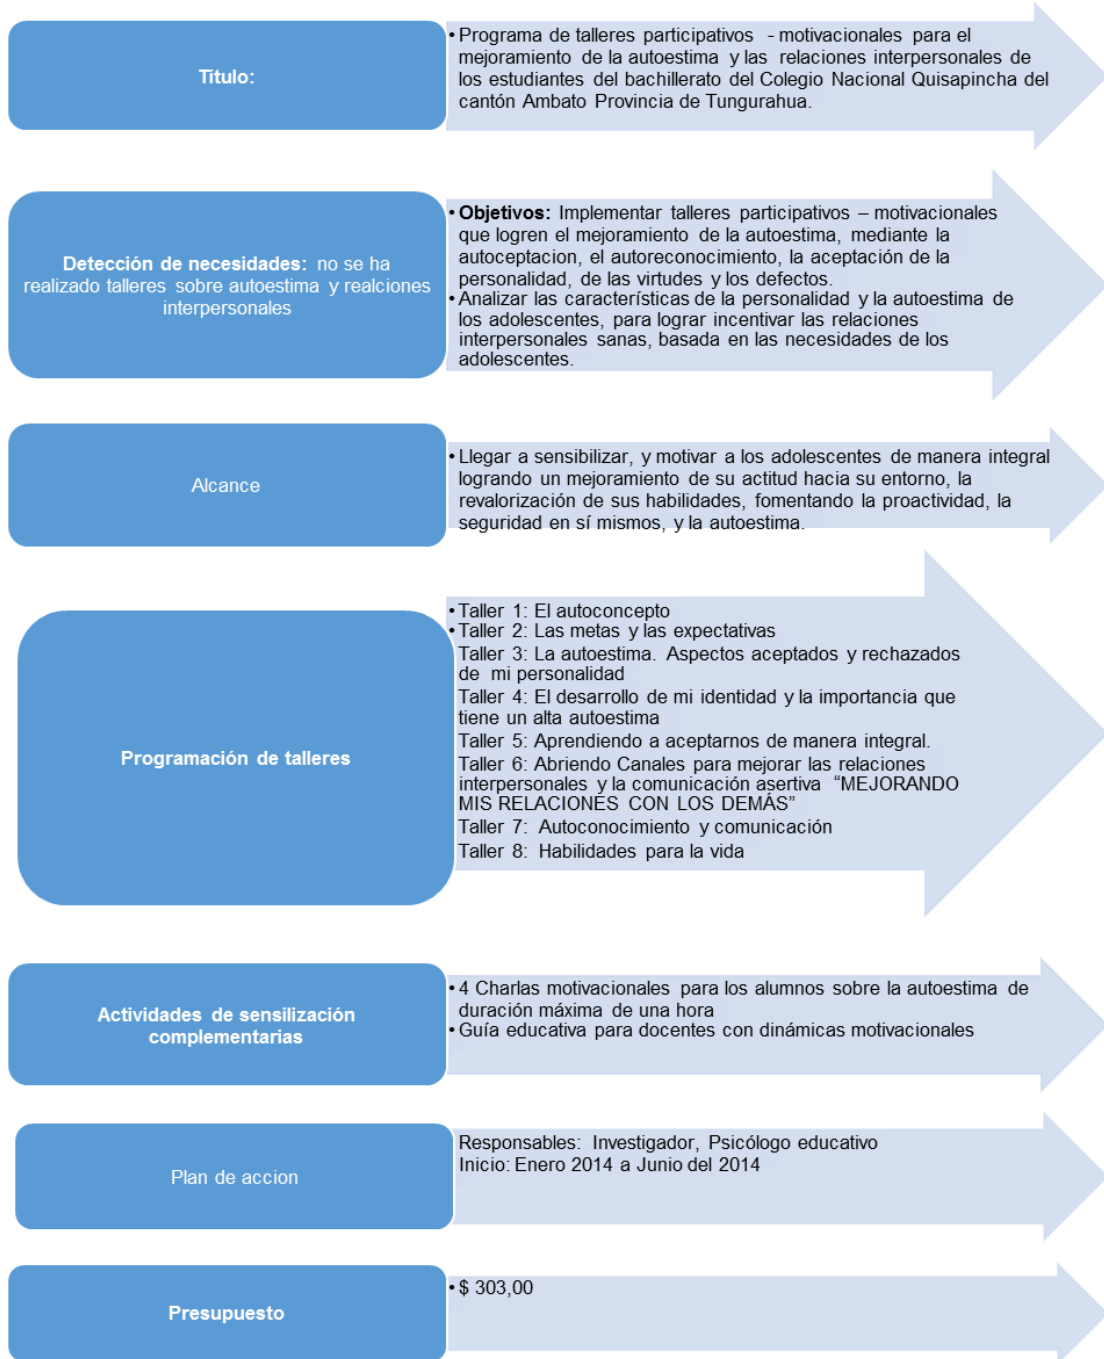 Titulo:
• Programa de talleres participativos - motivacionales para el
mejoramiento de la autoestima y las relaciones interpersonales de
los estudiantes del bachillerato del Colegio Nacional Quisapincha del
cantón Ambato Provincia de Tungurahua.
Detección de necesidades: no se ha
realizado talleres sobre autoestima y realciones
interpersonales
• Objetivos: Implementar talleres participativos – motivacionales
que logren el mejoramiento de la autoestima, mediante la
autoceptacion, el autoreconocimiento, la aceptación de la
personalidad, de las virtudes y los defectos.
• Analizar las características de la personalidad y la autoestima de
los adolescentes, para lograr incentivar las relaciones
interpersonales sanas, basada en las necesidades de los
adolescentes.
Alcance
• Llegar a sensibilizar, y motivar a los adolescentes de manera integral
logrando un mejoramiento de su actitud hacia su entorno, la
revalorización de sus habilidades, fomentando la proactividad, la
seguridad en sí mismos, y la autoestima.
Programación de talleres
• Taller 1: El autoconcepto
• Taller 2: Las metas y las expectativas
Taller 3: La autoestima. Aspectos aceptados y rechazados
de mi personalidad
Taller 4: El desarrollo de mi identidad y la importancia que
tiene un alta autoestima
Taller 5: Aprendiendo a aceptarnos de manera integral.
Taller 6: Abriendo Canales para mejorar las relaciones
interpersonales y la comunicación asertiva “MEJORANDO
MIS RELACIONES CON LOS DEMÁS”
Taller 7: Autoconocimiento y comunicación
Taller 8: Habilidades para la vida
Actividades de sensilización
complementarias
• 4 Charlas motivacionales para los alumnos sobre la autoestima de
duración máxima de una hora
• Guía educativa para docentes con dinámicas motivacionales
Plan de accion
Responsables: Investigador, Psicólogo educativo
Inicio: Enero 2014 a Junio del 2014
Presupuesto
• $ 303,00